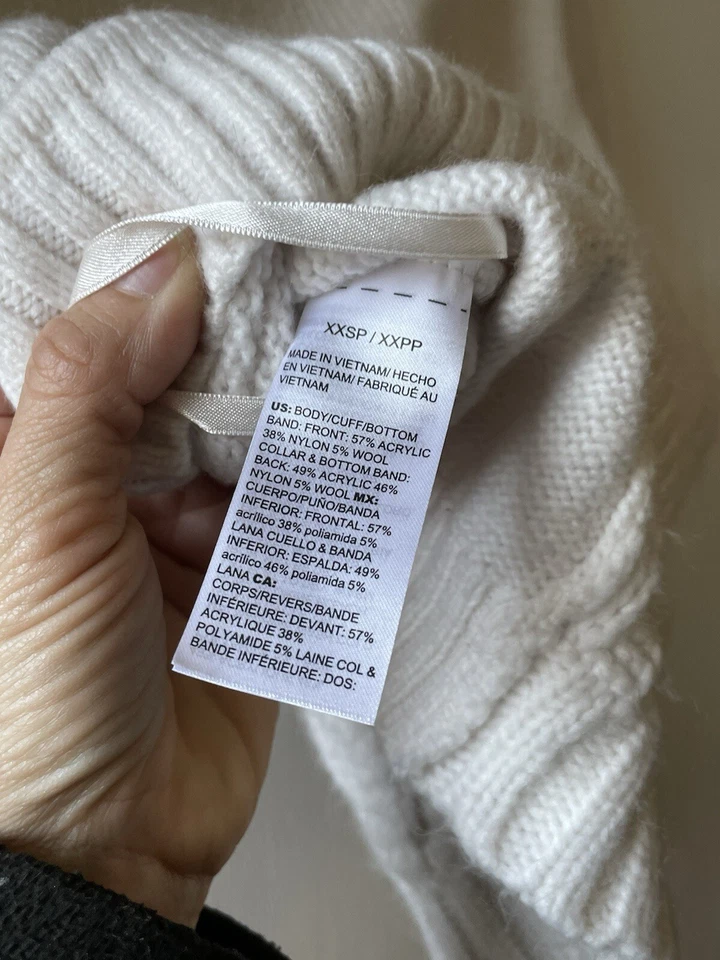 XXSP / XXPP
MADE IN VIETNAM/ HECHO
EN VIETNAM/ FABRIQUÉ AU
VIETNAM
US: BODY/CUFF/BOTTOM
BAND: FRONT: 57% ACRYLIC
38% NYLON 5% WOOL
COLLAR & BOTTOM BAND:
BACK: 49% ACRYLIC 46%
NYLON 5% WOOL MX:
CUERPO/PUÑO/BANDA
INFERIOR: FRONTAL: 57%
acrílico 38% poliamida 5%
LANA CUELLO & BANDA
INFERIOR: ESPALDA: 49%
acrílico 46% poliamida 5%
LANA CA:
CORPS/REVERS/BANDE
INFÉRIEURE: DEVANT: 57%
ACRYLIQUE 38%
POLYAMIDE 5% LAINE COL &
BANDE INFÉRIEURE: DOS: